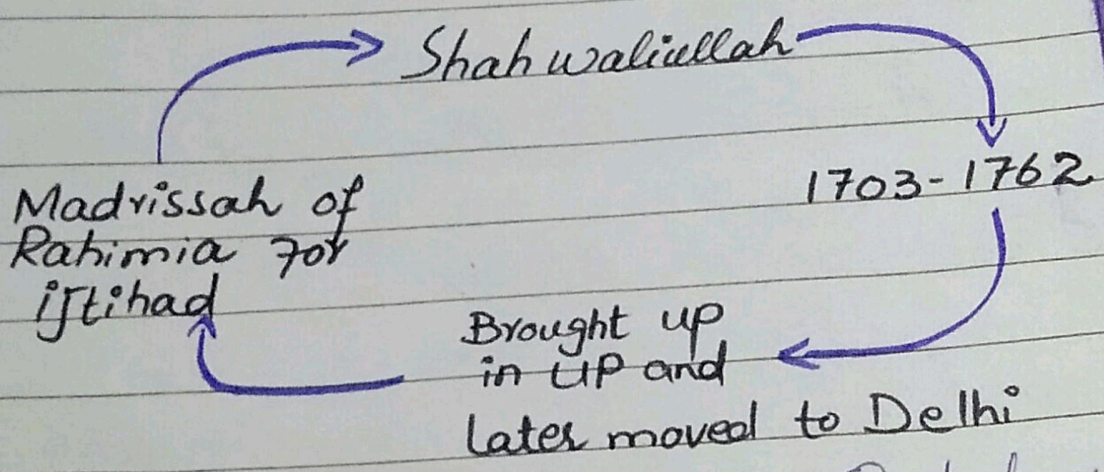 Shah waliullah
1703-1762
Madrissah of
Rahimia for
ijtihad
Brought up
in UP and
later moved to Delhi